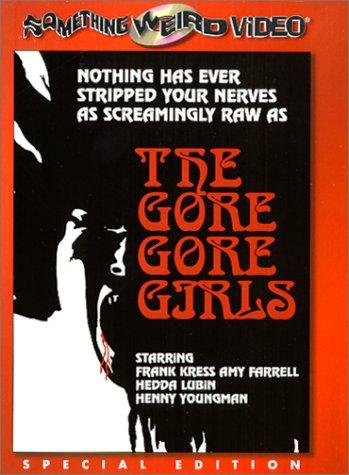 SOMETHING WEIRD VIDEO
NOTHING HAS EVER
STRIPPED YOUR NERVES
AS SCREAMINGLY RAW AS
THE
GORE
GORE
GIRLS
STARRING
FRANK KRESS AMY FARRELL
HEDDA LUBIN
HENNY YOUNGMAN
SPECIAL EDITION